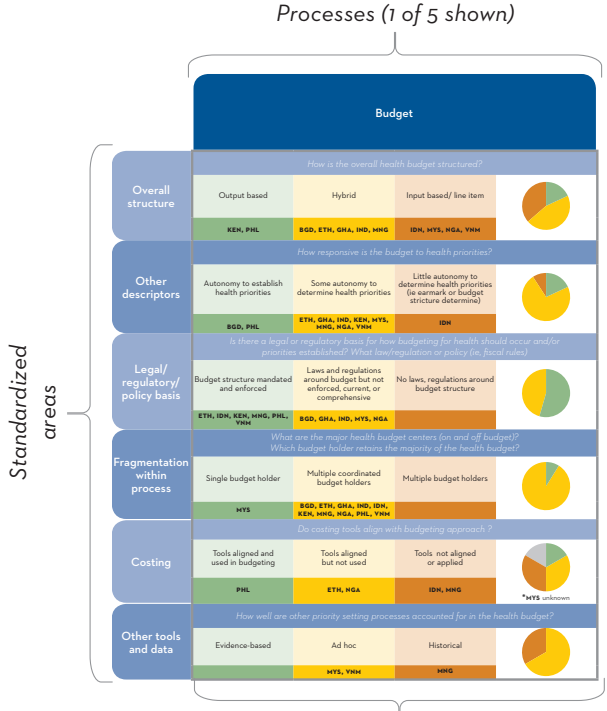 Processes (1 of 5 shown)
Budget
Standardized
areas
Overall
structure
How is the overall health budget structured?
Output based
Hybrid
Input based/ line item
KEN, PHL
BGD, ETH, GHA, IND, MNG
IDN, MYS, NGA, VNM
Other
descriptors
How responsive is the budget to health priorities?
Autonomy to establish
health priorities
Some autonomy to
determine health priorities
Little autonomy to
determine health priorities
(ie earmark or budget
stricture determine)
BGD, PHL
ETH, GHA, IND, KEN, MYS,
MNG, NGA, VNM
IDN
Legal/
regulatory/
policy basis
Is there a legal or regulatory basis for how budgeting for health should occur and/or
priorities established? What law/regulation or policy (ie, fiscal rules)
Budget structure mandated
and enforced
Laws and regulations
around budget but not
enforced, current, or
comprehensive
No laws, regulations around
budget structure
ETH, IDN, KEN, MNG, PHL,
VNM
BGD, GHA, IND, MYS, NGA
Fragmentation
within
process
What are the major health budget centers (on and off budget)?
Which budget holder retains the majority of the health budget?
Single budget holder
Multiple coordinated
budget holders
Multiple budget holders
MYS
BGD, ETH, GHA, IND, IDN,
KEN, MNG, NGA, PHL, VNM
Costing
Do costing tools align with budgeting approach ?
Tools aligned and
used in budgeting
Tools aligned
but not used
Tools not aligned
or applied
PHL
ETH, NGA
IDN, MNG
*MYS unknown
Other tools
and data
How well are other priority setting processes accounted for in the health budget?
Evidence-based
Ad hoc
Historical
MYS, VNM
MNG